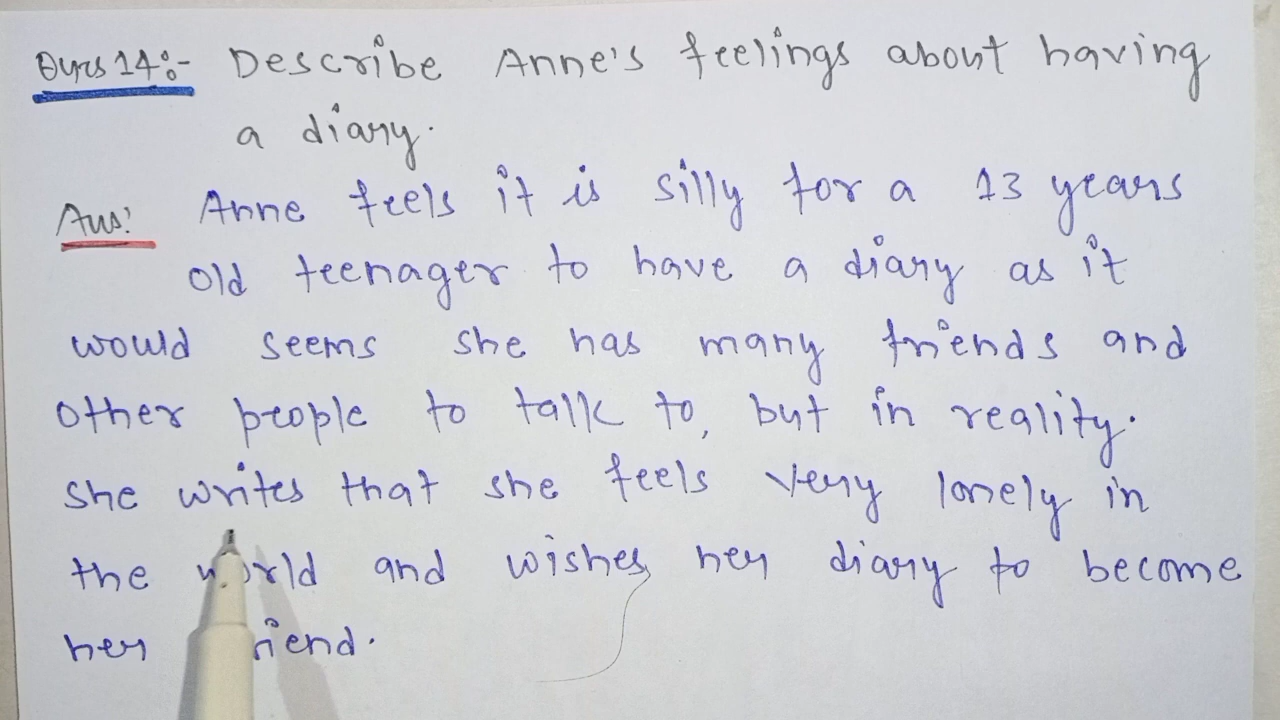 Ques 14:- Describe Anne's feelings about having
a diary.
Ans: Anne feels it is silly for a 13 years
old teenager to have a diary as it
would seems she has many friends and
other people to talk to, but in reality.
She writes that she feels very lonely in
the world and wishes her diary to become
her friend.